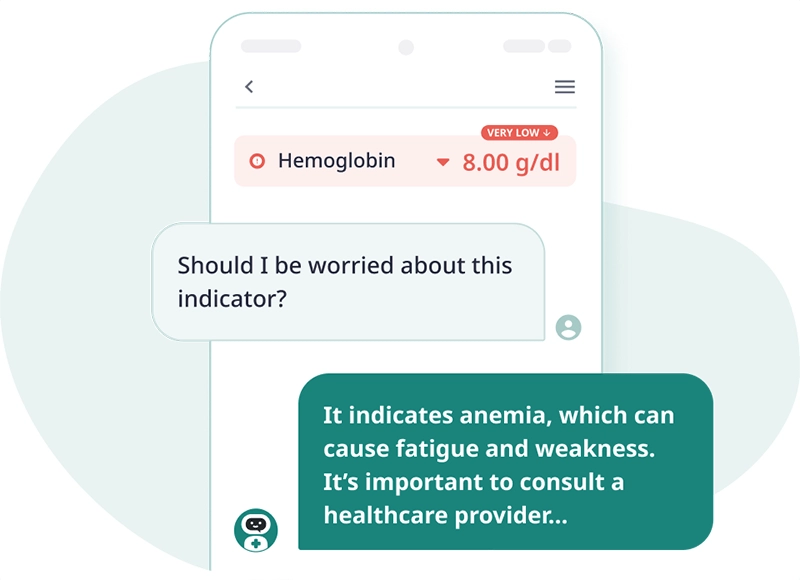 VERY LOW ↓
Hemoglobin 8.00 g/dl
Should I be worried about this
indicator?
It indicates anemia, which can
cause fatigue and weakness.
It’s important to consult a
healthcare provider...